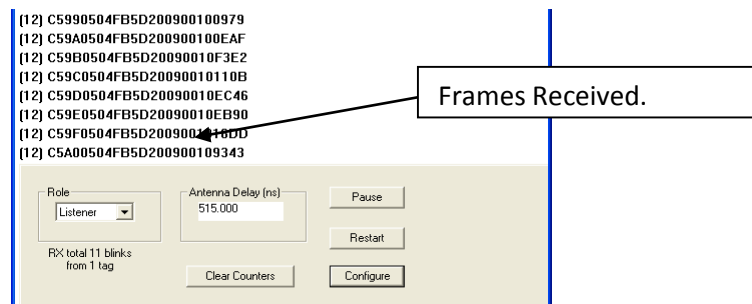 (12) C5990504FB5D200900100979
(12) C59A0504FB5D200900100EAF
(12) C59B0504FB5D20090010F3E2
(12) C59C0504FB5D20090010110B
(12) C59D0504FB5D20090010EC46
(12) C59E0504FB5D20090010EB90
(12)
(12) C5A00504FB5D200900109343
Frames Received.
Role
Antenna Delay (ns)
Listener
515.000
Pause
Restart
RX total 11 blinks
from 1 tag
Clear Counters
Configure